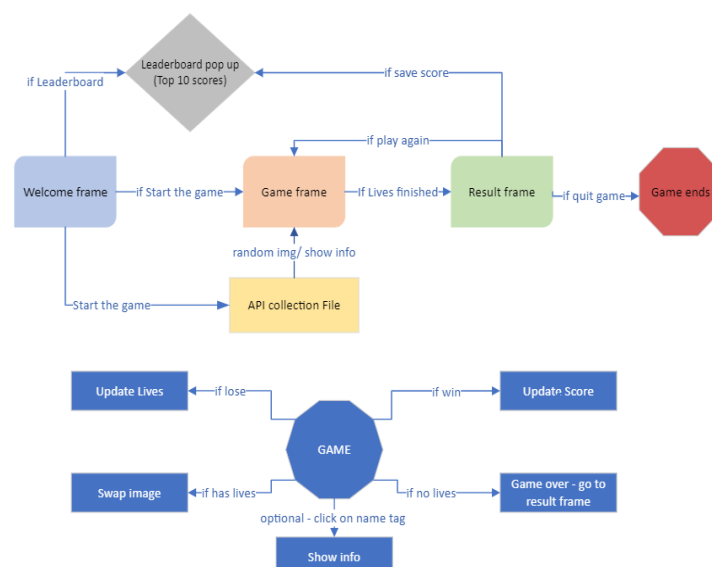 Leaderboard pop up
(Top 10 scores)
if Leaderboard
if save score
if play again
Welcome frame
if Start the game
Game frame
If Lives finished
Result frame
if quit game
Game ends
random img/ show info
Start the game
API collection File
Update Lives
if lose
if win
Update Score
GAME
Swap image
if has lives
if no lives
Game over - go to
result frame
optional - click on name tag
Show info